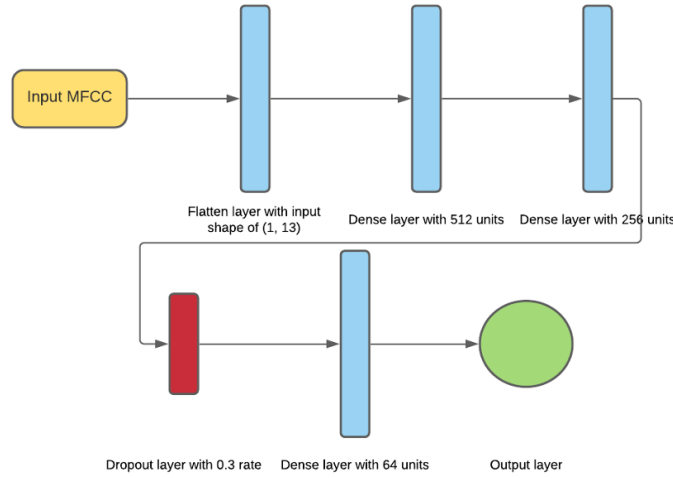 Input MFCC
Flatten layer with input
shape of (1, 13)
Dense layer with 512 units
Dense layer with 256 units
Dropout layer with 0.3 rate
Dense layer with 64 units
Output layer